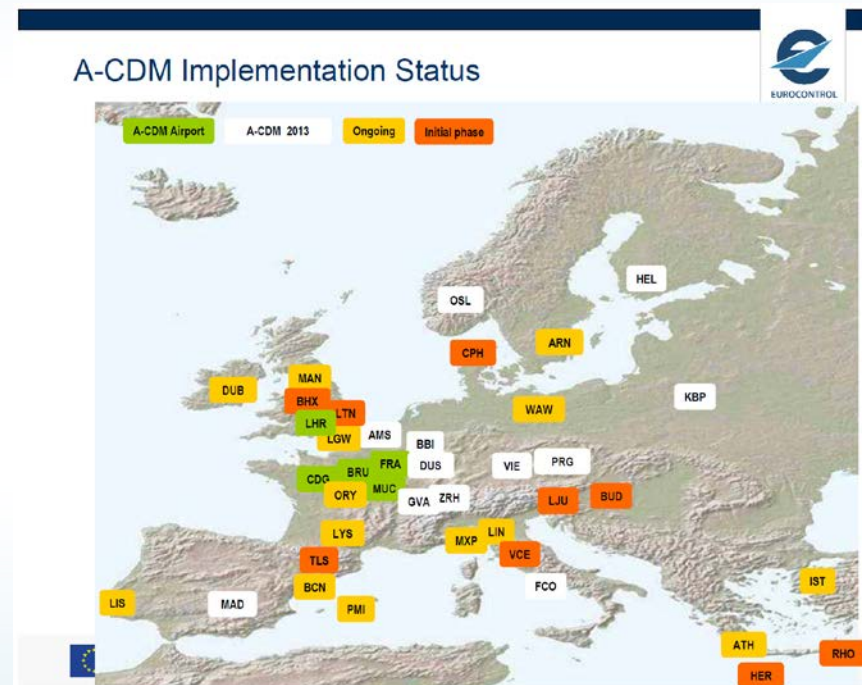 A-CDM Implementation Status
EUROCONTROL
A-CDM Airport A-CDM 2013 Ongoing Initial phase
HEL
OSL
ARN
CPH
MAN
DUB
BHX
KBP
LTN
WAW
LHR
AMS
LGW
BBI
FRA
DUS
VIE
PRG
BRU
CDG
MUC
ORY
GVA
ZRH
LJU
BUD
LYS
LIN
MXP
VCE
TLS
IST
BCN
FCO
LIS
MAD
PMI
ATH
RHO
HER